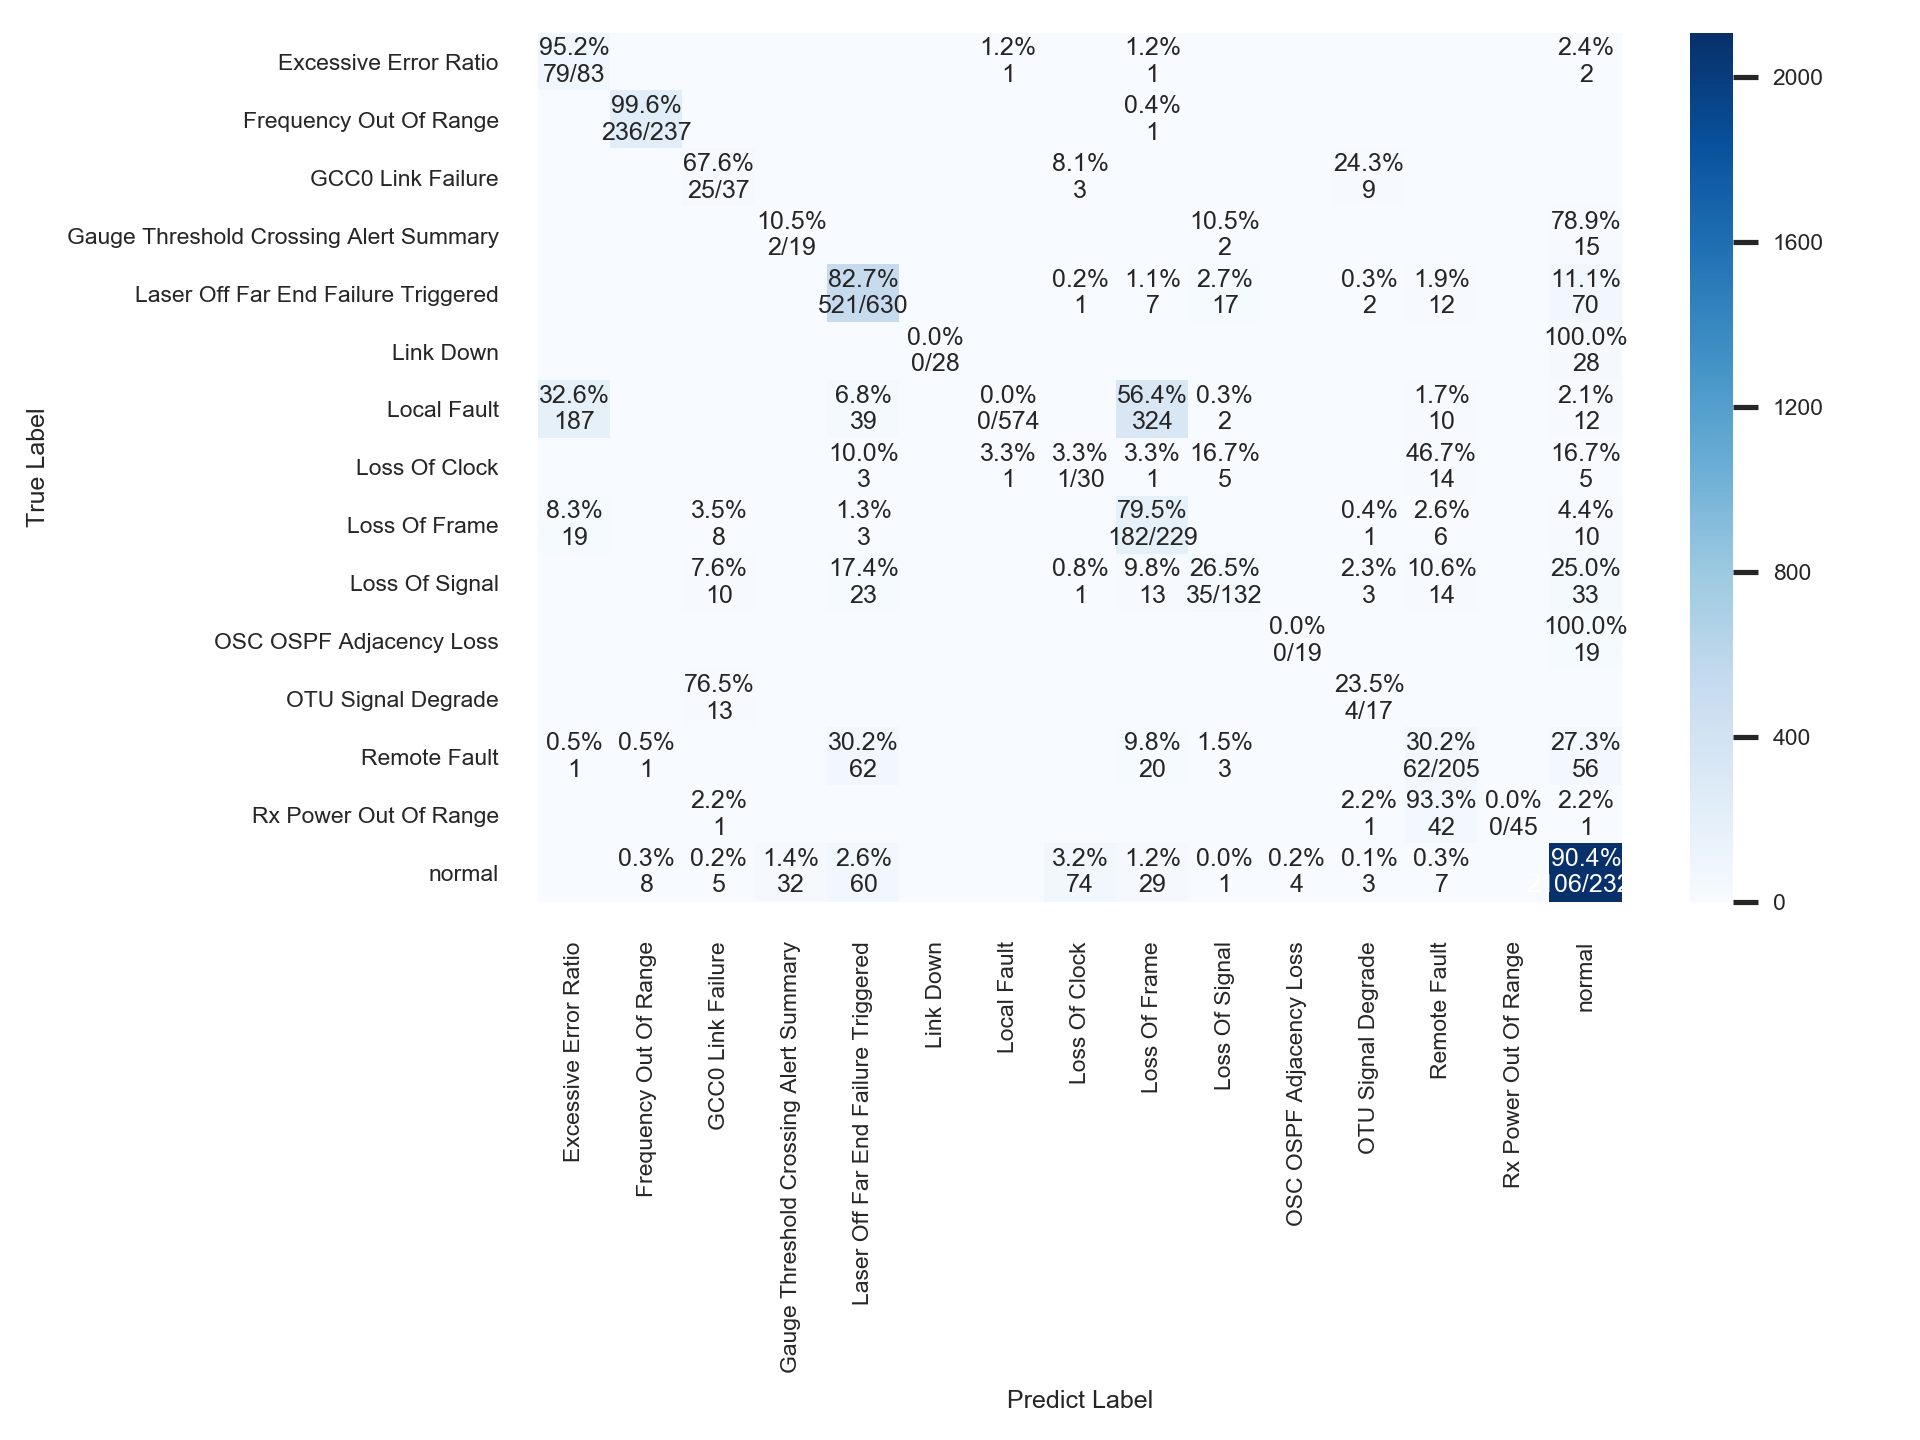 95.2% 1.2% 1.2% 2.4%
Excessive Error Ratio
79/83 1 1 2
2000
99.6% 0.4%
Frequency Out Of Range
236/237 1
67.6% 8.1% 24.3%
GCC0 Link Failure
25/37 3 9
10.5% 10.5% 78.9%
Gauge Threshold Crossing Alert Summary
2/19 2 15
1600
82.7% 0.2% 1.1% 2.7% 0.3% 1.9% 11.1%
Laser Off Far End Failure Triggered
521/630 1 7 17 2 12 70
0.0% 100.0%
Link Down
0/28 28
32.6% 6.8% 0.0% 56.4% 0.3% 1.7% 2.1%
Local Fault
187 39 0/574 324 2 10 12
1200
10.0% 3.3% 3.3% 3.3% 16.7% 46.7% 16.7%
Loss Of Clock
3 1 1/30 1 5 14 5
True Label
8.3% 3.5% 1.3% 79.5% 0.4% 2.6% 4.4%
Loss Of Frame
19 8 3 182/229 1 6 10
7.6% 17.4% 0.8% 9.8% 26.5% 2.3% 10.6% 25.0%
Loss Of Signal
10 23 1 13 35/132 3 14 33
800
0.0% 100.0%
OSC OSPF Adjacency Loss
0/19 19
76.5% 23.5%
OTU Signal Degrade
13 4/17
400
0.5% 0.5% 30.2% 9.8% 1.5% 30.2% 27.3%
Remote Fault
1 1 62 20 3 62/205 56
2.2% 2.2% 93.3% 0.0% 2.2%
Rx Power Out Of Range
1 1 42 0/45 1
0.3% 0.2% 1.4% 2.6% 3.2% 1.2% 0.0% 0.2% 0.1% 0.3% 90.4%
normal
8 5 32 60 74 29 1 4 3 7
0
Excessive Error Ratio
Frequency Out Of Range
GCC0 Link Failure
Gauge Threshold Crossing Alert Summary
Laser Off Far End Failure Triggered
Link Down
Local Fault
Loss Of Clock
Loss Of Frame
Loss Of Signal
OSC OSPF Adjacency Loss
OTU Signal Degrade
Remote Fault
Rx Power Out Of Range
normal
Predict Label